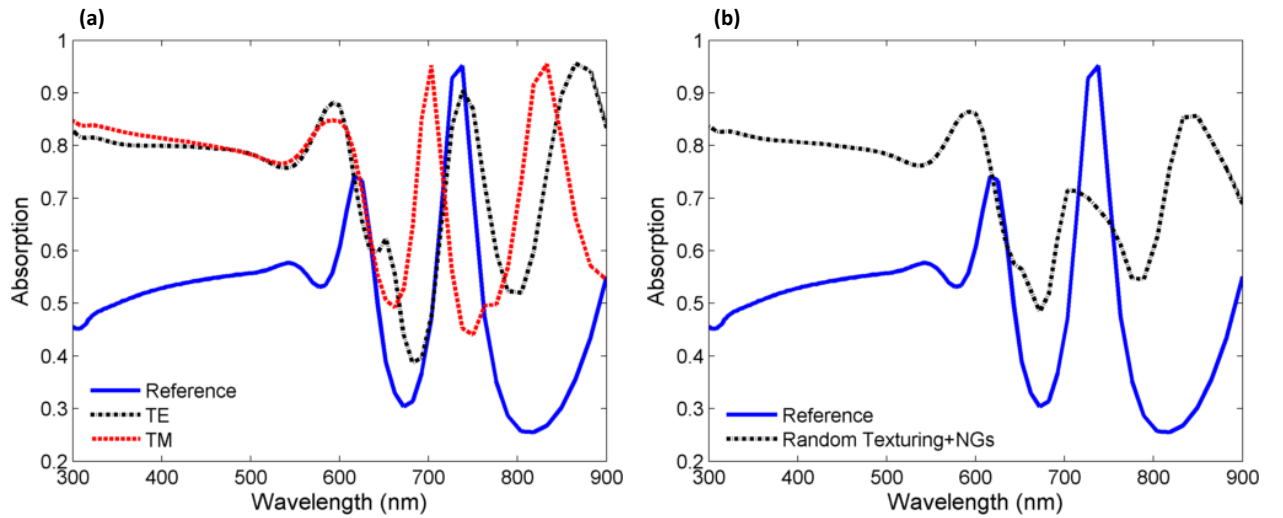 (a)
1
0.9
0.8
0.7
0.6
0.5
0.4
0.3
0.2
Absorption
Reference
TE
TM
300 400 500 600 700 800 900
Wavelength (nm)
(b)
1
0.9
0.8
0.7
0.6
0.5
0.4
0.3
0.2
Absorption
Reference
Random Texturing+NGs
300 400 500 600 700 800 900
Wavelength (nm)